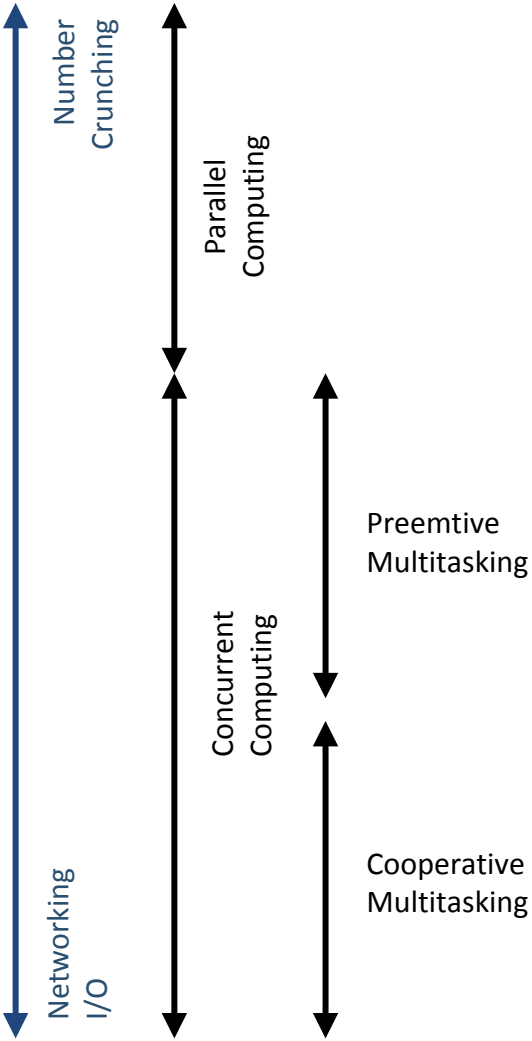 Number
Crunching
Parallel
Computing
Preemtive
Multitasking
Concurrent
Computing
Cooperative
Multitasking
Networking
I/O